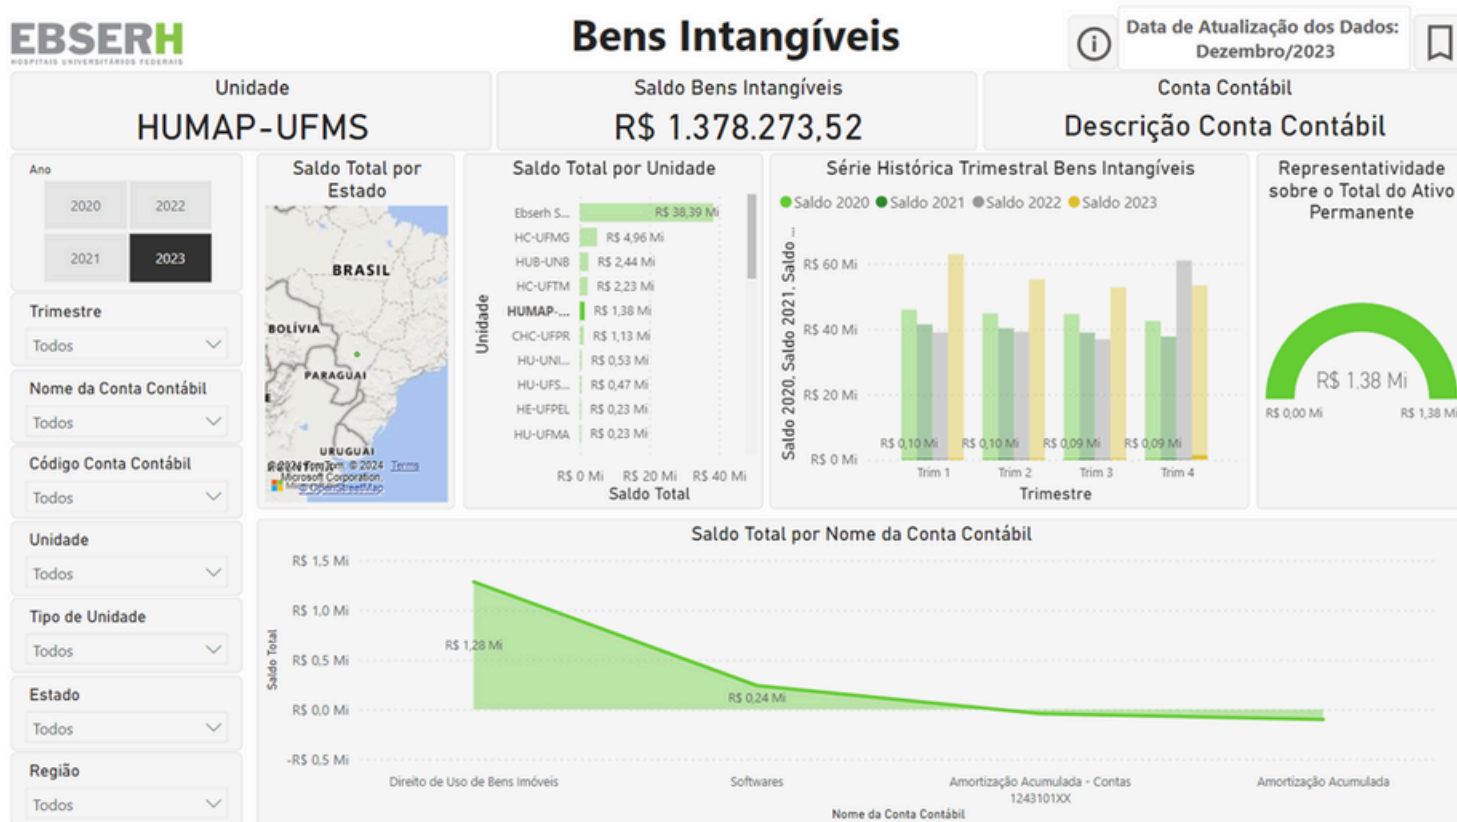 EBSERH
HOSPITAIS UNIVERSITÁRIOS FEDERAIS
Bens Intangíveis
Data de Atualização dos Dados:
Dezembro/2023
Unidade
HUMAP-UFMS
Saldo Bens Intangíveis
R$ 1.378.273,52
Conta Contábil
Descrição Conta Contábil
Ano
2020
2022
2021
2023
Trimestre
Todos
Nome da Conta Contábil
Todos
Código Conta Contábil
Todos
Unidade
Todos
Tipo de Unidade
Todos
Estado
Todos
Região
Todos
Saldo Total por
Estado
BRASIL
BOLÍVIA
PARAGUAI
URUGUAI
© 2024 TomTom, © 2024 Terms
Microsoft Corporation,
© OpenStreetMap
Saldo Total por Unidade
Unidade
Ebserh S... R$ 38,39 Mi
HC-UFMG R$ 4,96 Mi
HUB-UNB R$ 2,44 Mi
HC-UFTM R$ 2,23 Mi
HUMAP-... R$ 1,38 Mi
CHC-UFPR R$ 1,13 Mi
HU-UNI... R$ 0,53 Mi
HU-UFS... R$ 0,47 Mi
HE-UFPEL R$ 0,23 Mi
HU-UFMA R$ 0,23 Mi
R$ 0 Mi R$ 20 Mi R$ 40 Mi
Saldo Total
Série Histórica Trimestral Bens Intangíveis
Saldo 2020 Saldo 2021 Saldo 2022 Saldo 2023
Saldo 2020, Saldo 2021, Saldo ...
R$ 60 Mi
R$ 40 Mi
R$ 20 Mi
R$ 0 Mi
R$ 0,10 Mi R$ 0,10 Mi R$ 0,09 Mi R$ 0,09 Mi
Trim 1 Trim 2 Trim 3 Trim 4
Trimestre
Representatividade
sobre o Total do Ativo
Permanente
R$ 1,38 Mi
R$ 0,00 Mi R$ 1,38 Mi
Saldo Total por Nome da Conta Contábil
Saldo Total
R$ 1,5 Mi
R$ 1,0 Mi
R$ 0,5 Mi
R$ 0,0 Mi
-R$ 0,5 Mi
R$ 1,28 Mi
R$ 0,24 Mi
Direito de Uso de Bens Imóveis
Softwares
Amortização Acumulada - Contas
1243101XX
Amortização Acumulada
Nome da Conta Contábil